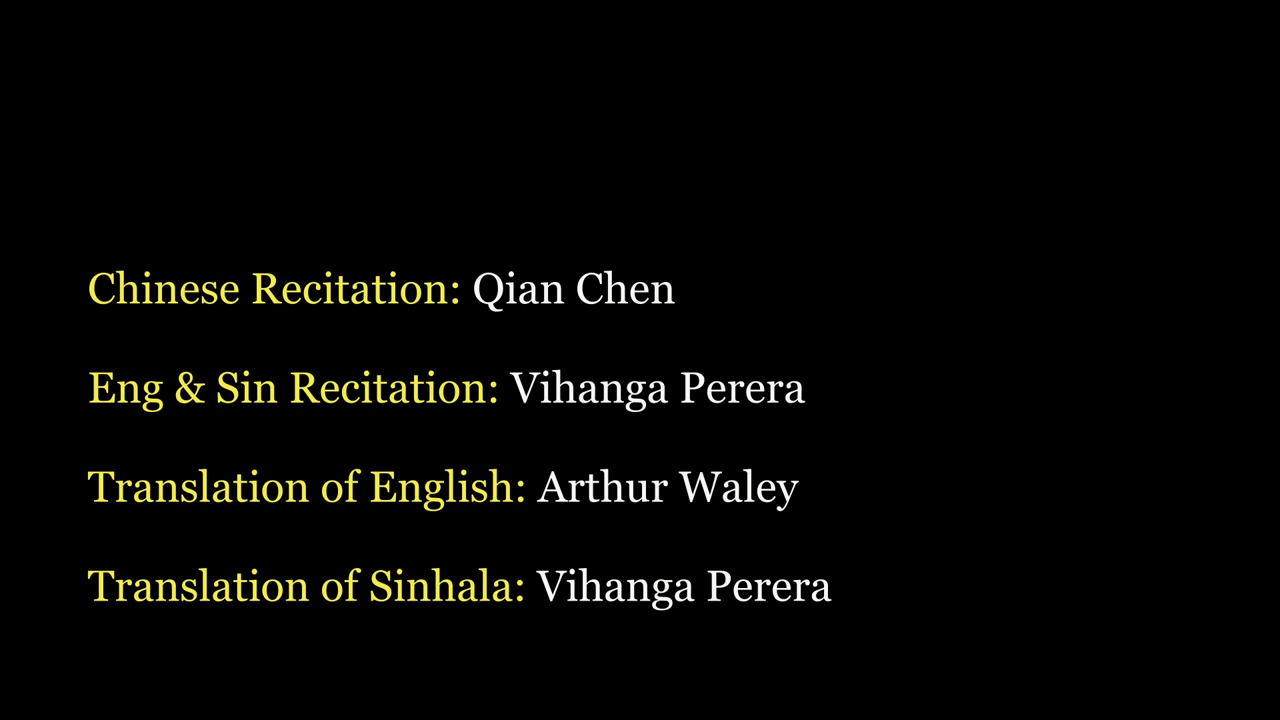 Chinese Recitation: Qian Chen
Eng & Sin Recitation: Vihanga Perera
Translation of English: Arthur Waley
Translation of Sinhala: Vihanga Perera